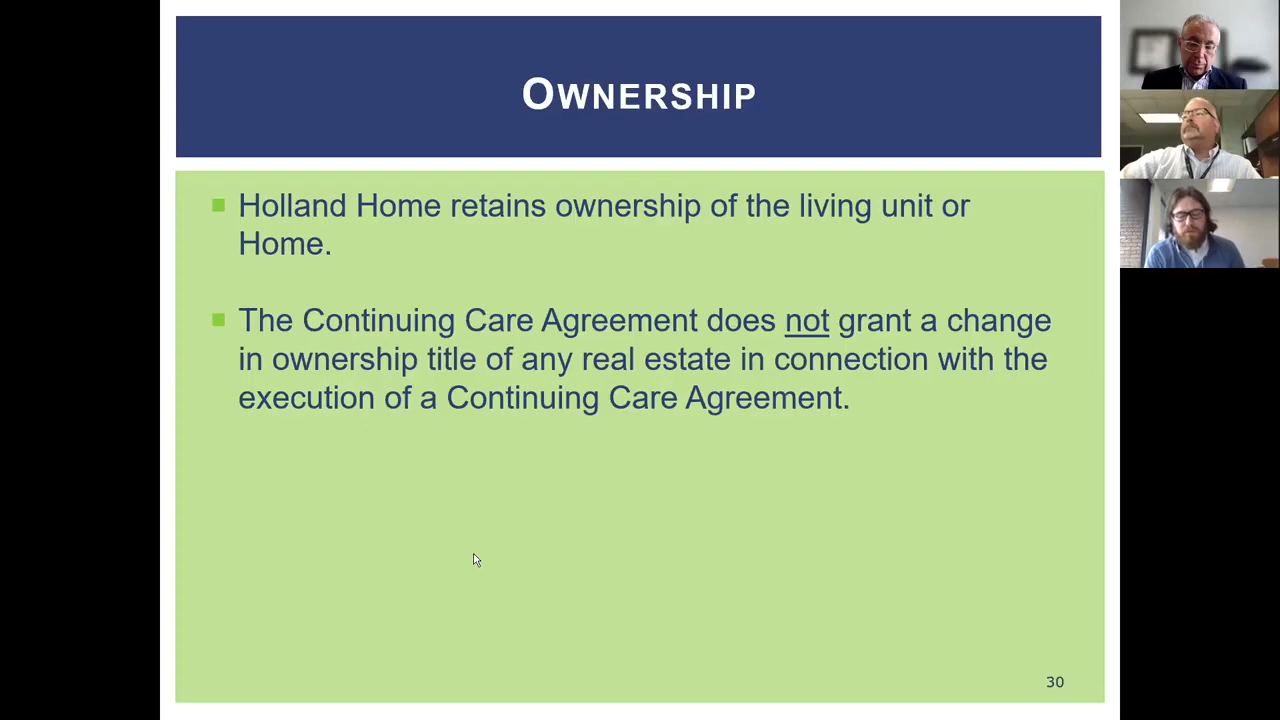 OWNERSHIP
Holland Home retains ownership of the living unit or
Home.
The Continuing Care Agreement does not grant a change
in ownership title of any real estate in connection with the
execution of a Continuing Care Agreement.
30